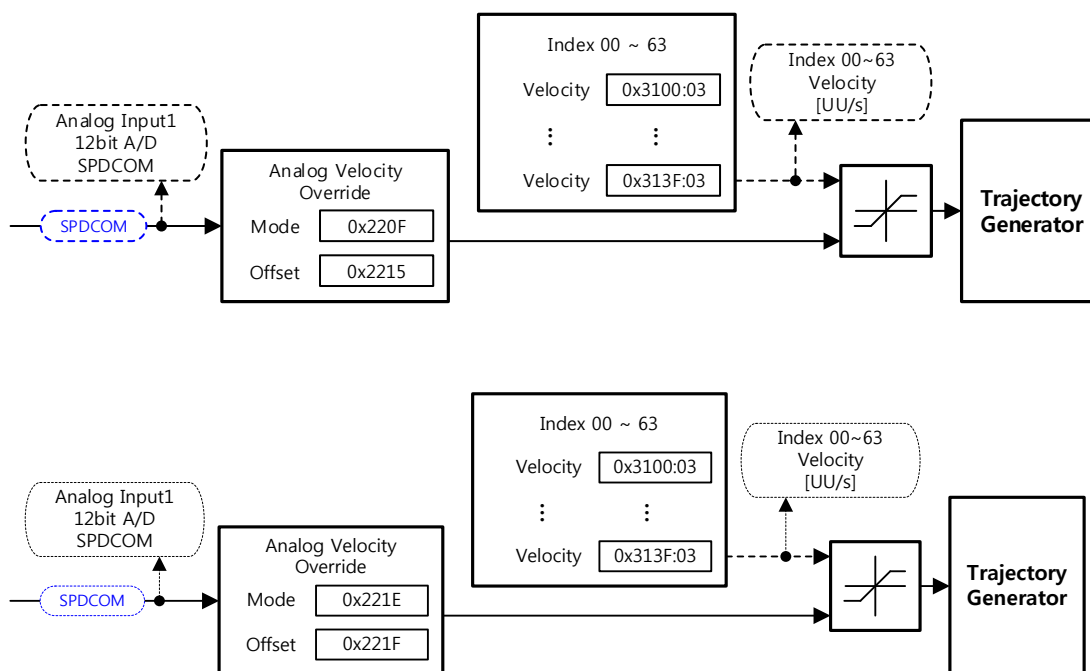 Index 00 ~ 63
Velocity 0x3100:03
⋮ ⋮
Velocity 0x313F:03
Index 00~63
Velocity
[UU/s]
Analog Input1
12bit A/D
SPDCOM
SPDCOM
Analog Velocity
Override
Mode 0x220F
Offset 0x2215
Trajectory
Generator
Index 00 ~ 63
Velocity 0x3100:03
⋮ ⋮
Velocity 0x313F:03
Index 00~63
Velocity
[UU/s]
Analog Input1
12bit A/D
SPDCOM
SPDCOM
Analog Velocity
Override
Mode 0x221E
Offset 0x221F
Trajectory
Generator